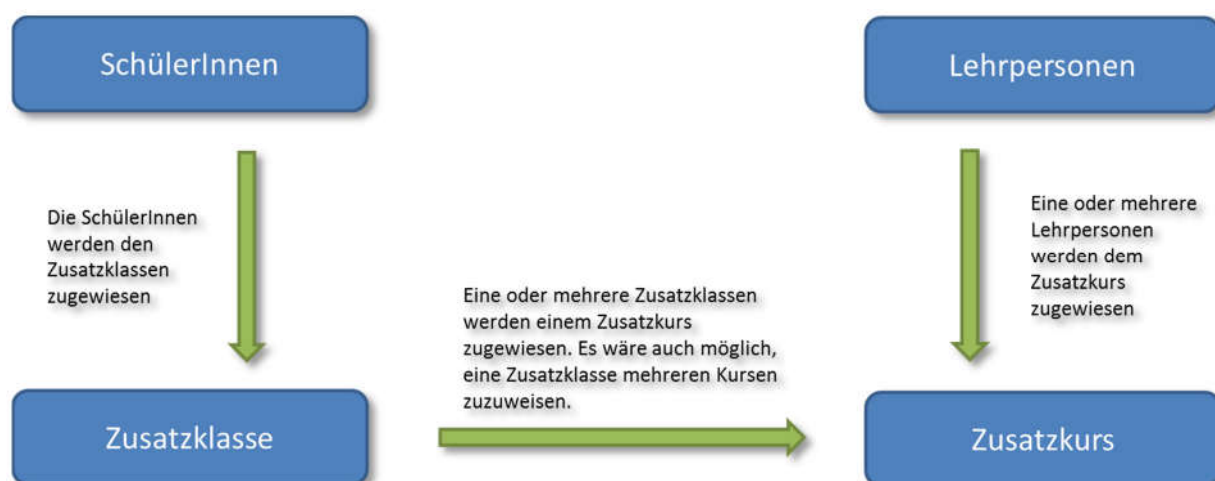 SchülerInnen
Lehrpersonen
Die SchülerInnen
werden den
Zusatzklassen
zugewiesen
Eine oder mehrere
Lehrpersonen
werden dem
Zusatzkurs
zugewiesen
Eine oder mehrere Zusatzklassen
werden einem Zusatzkurs
zugewiesen. Es wäre auch möglich,
eine Zusatzklasse mehreren Kursen
zuzuweisen.
Zusatzklasse
Zusatzkurs